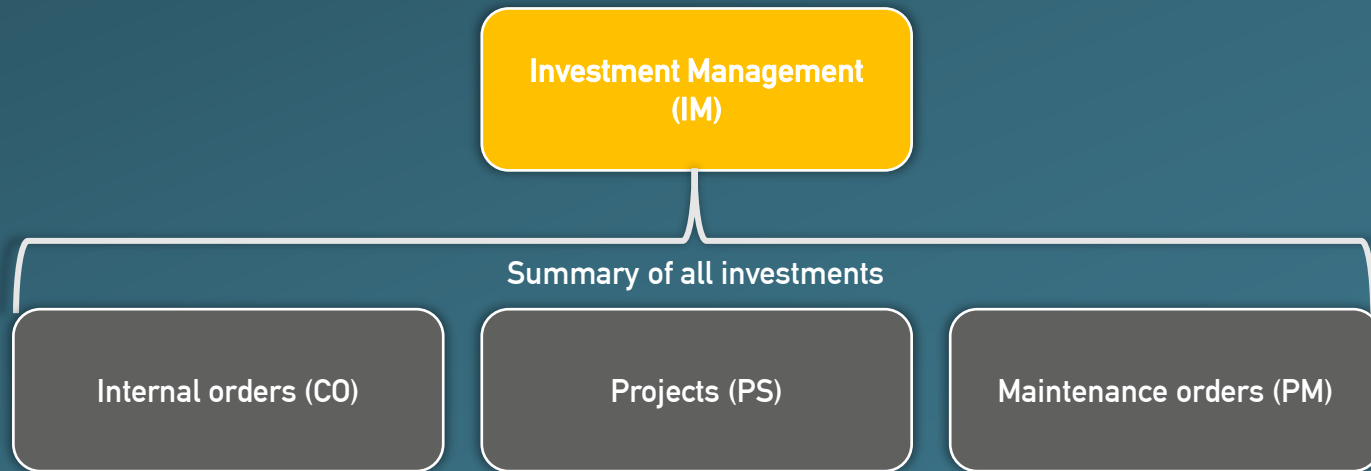 Investment Management
(IM)
Summary of all investments
Internal orders (CO)
Projects (PS)
Maintenance orders (PM)